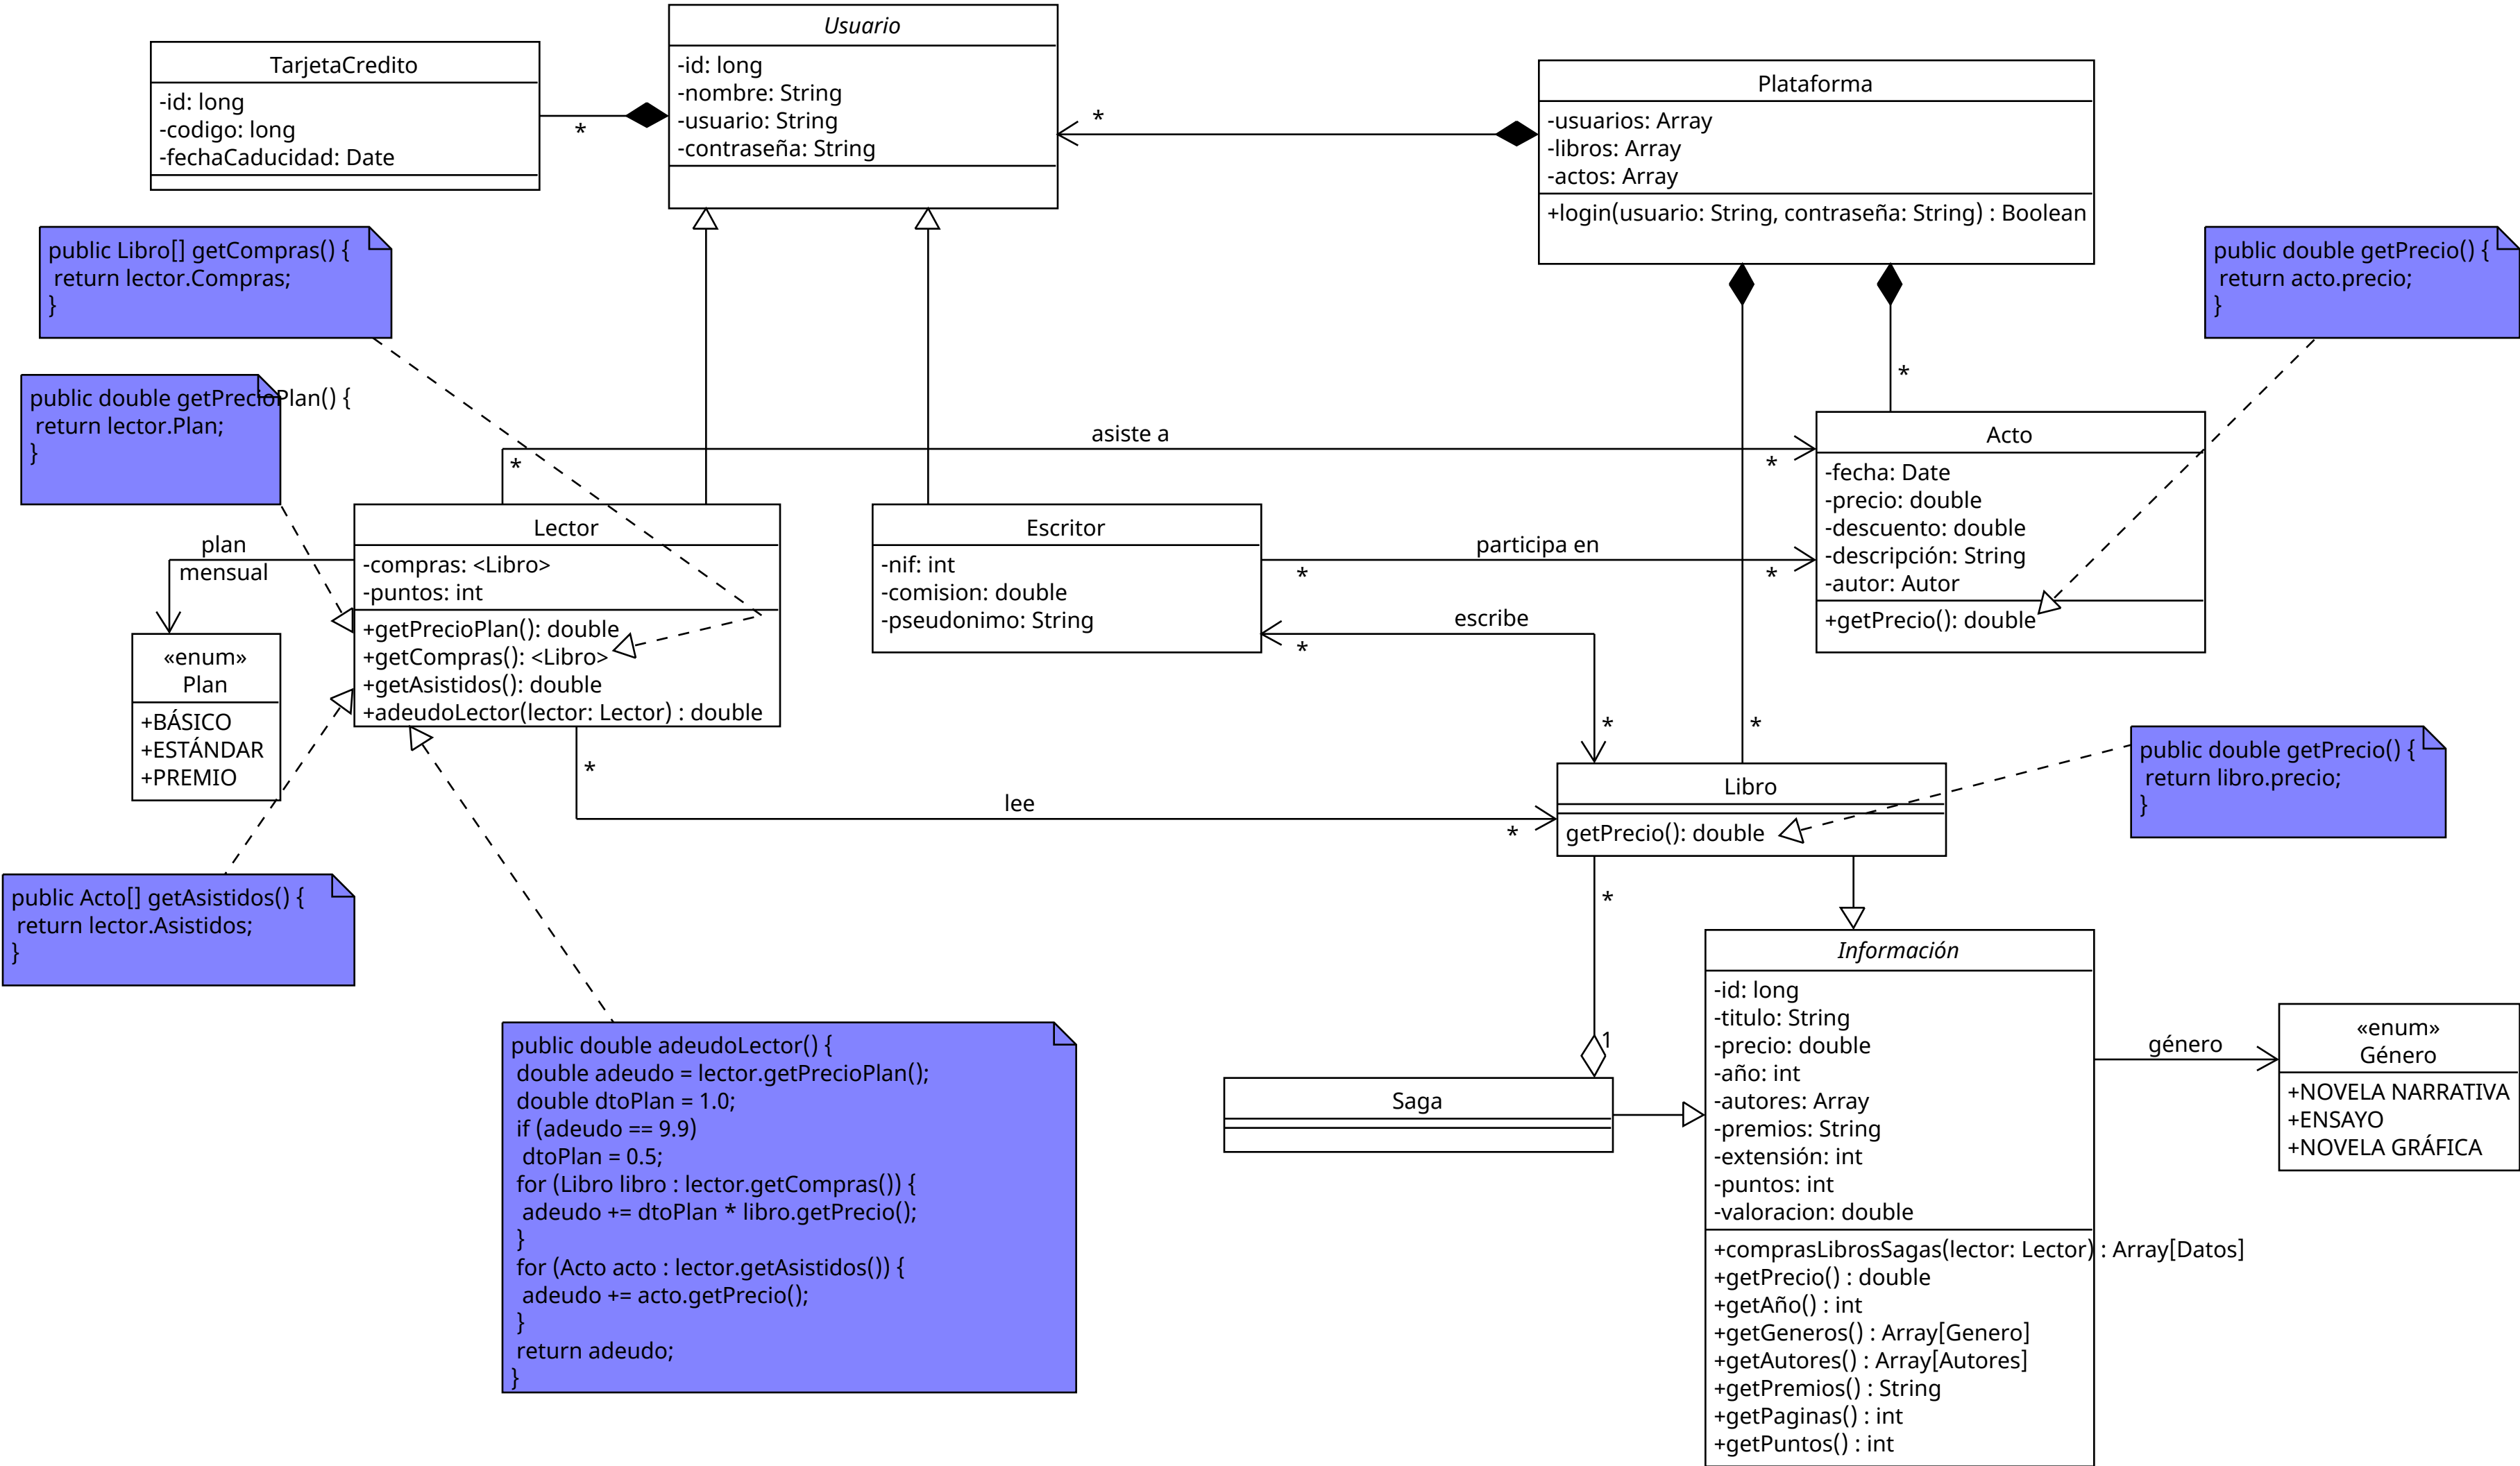 Usuario
-id: long
-nombre: String
-usuario: String
-contraseña: String
TarjetaCredito
-id: long
-codigo: long
-fechaCaducidad: Date
*
*
Plataforma
-usuarios: Array
-libros: Array
-actos: Array
+login(usuario: String, contraseña: String) : Boolean
public Libro[] getCompras() {
return lector.Compras;
}
public double getPrecio() {
return acto.precio;
}
public double getPrecioPlan() {
return lector.Plan;
}
*
asiste a
*
*
Acto
-fecha: Date
-precio: double
-descuento: double
-descripción: String
-autor: Autor
+getPrecio(): double
Lector
-compras: <Libro>
-puntos: int
+getPrecioPlan(): double
+getCompras(): <Libro>
+getAsistidos(): double
+adeudoLector(lector: Lector) : double
Escritor
-nif: int
-comision: double
-pseudonimo: String
plan
mensual
participa en
*
*
escribe
*
*
*
«enum»
Plan
+BÁSICO
+ESTÁNDAR
+PREMIO
*
lee
*
Libro
getPrecio(): double
public double getPrecio() {
return libro.precio;
}
public Acto[] getAsistidos() {
return lector.Asistidos;
}
*
1
Información
-id: long
-titulo: String
-precio: double
-año: int
-autores: Array
-premios: String
-extensión: int
-puntos: int
-valoracion: double
+comprasLibrosSagas(lector: Lector) : Array[Datos]
+getPrecio() : double
+getAño() : int
+getGeneros() : Array[Genero]
+getAutores() : Array[Autores]
+getPremios() : String
+getPaginas() : int
+getPuntos() : int
género
«enum»
Género
+NOVELA NARRATIVA
+ENSAYO
+NOVELA GRÁFICA
Saga
public double adeudoLector() {
double adeudo = lector.getPrecioPlan();
double dtoPlan = 1.0;
if (adeudo == 9.9)
dtoPlan = 0.5;
for (Libro libro : lector.getCompras()) {
adeudo += dtoPlan * libro.getPrecio();
}
for (Acto acto : lector.getAsistidos()) {
adeudo += acto.getPrecio();
}
return adeudo;
}